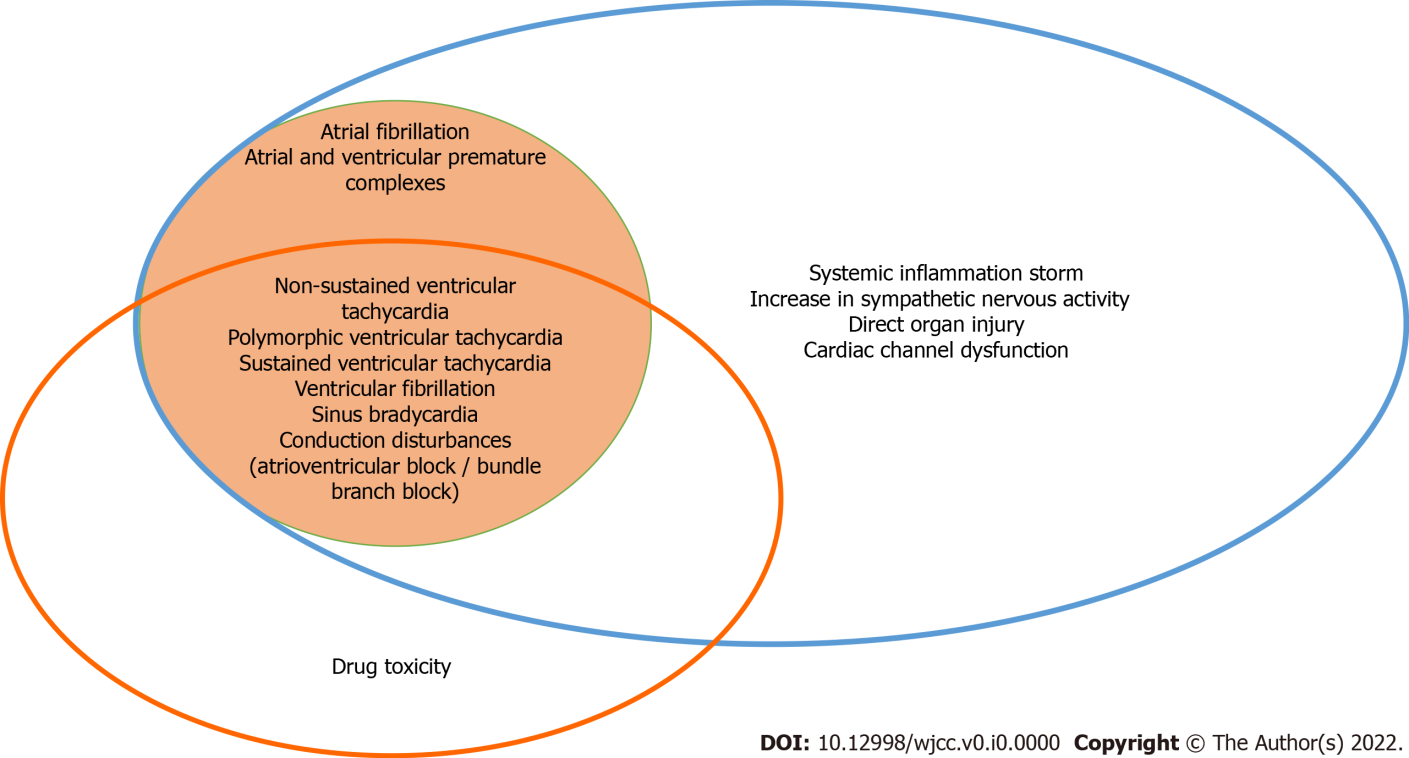 Atrial fibrillation
Atrial and ventricular premature
complexes
Non-sustained ventricular
tachycardia
Polymorphic ventricular tachycardia
Sustained ventricular tachycardia
Ventricular fibrillation
Sinus bradycardia
Conduction disturbances
(atrioventricular block / bundle
branch block)
Systemic inflammation storm
Increase in sympathetic nervous activity
Direct organ injury
Cardiac channel dysfunction
Drug toxicity
DOI: 10.12998/wjcc.v0.i0.0000 Copyright © The Author(s) 2022.